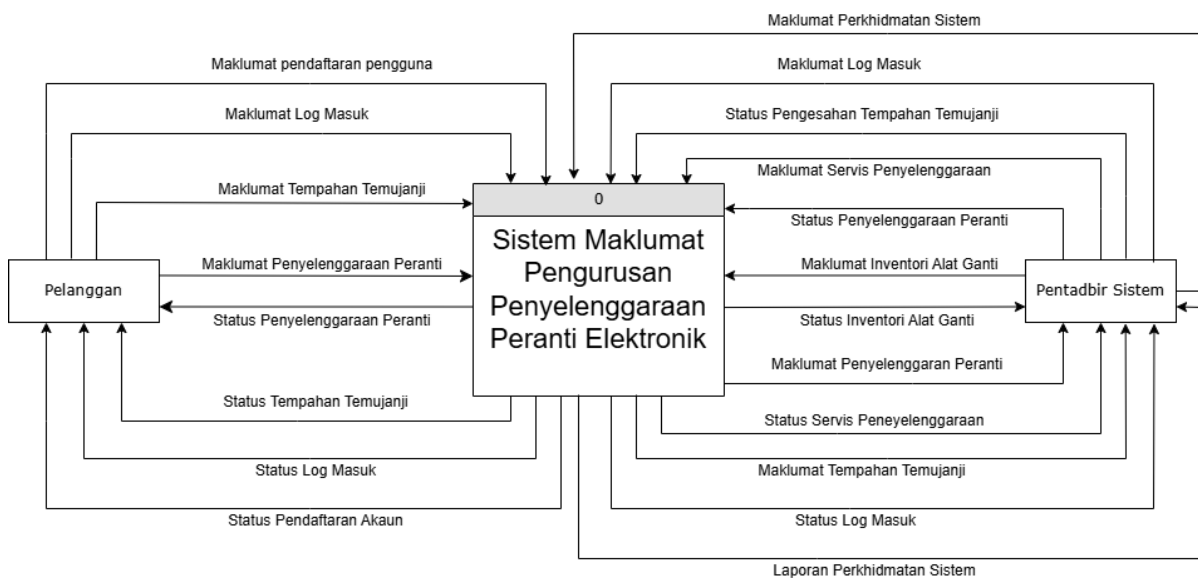 Maklumat Perkhidmatan Sistem
Maklumat pendaftaran pengguna
Maklumat Log Masuk
Maklumat Log Masuk
Status Pengesahan Tempahan Temujanji
Maklumat Servis Penyelenggaraan
Maklumat Tempahan Temujanji
0
Status Penyelenggaraan Peranti
Sistem Maklumat
Pengurusan
Penyelenggaraan
Peranti Elektronik
Maklumat Penyelenggaraan Peranti
Maklumat Inventori Alat Ganti
Pelanggan
Pentadbir Sistem
Status Penyelenggaraan Peranti
Status Inventori Alat Ganti
Maklumat Penyelenggaran Peranti
Status Tempahan Temujanji
Status Servis Peneyelenggaraan
Status Log Masuk
Maklumat Tempahan Temujanji
Status Pendaftaran Akaun
Status Log Masuk
Laporan Perkhidmatan Sistem